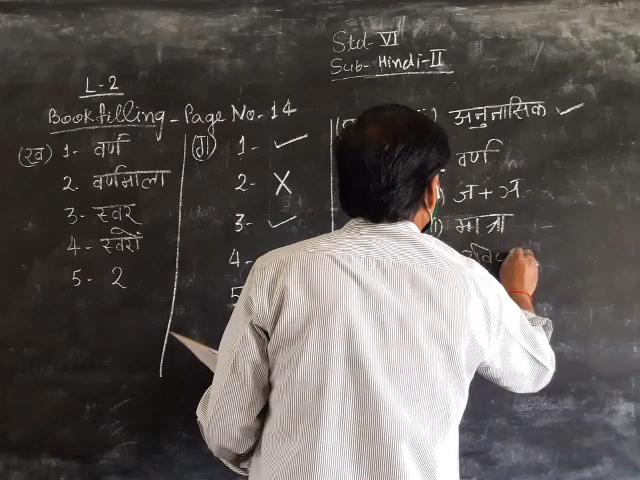 Std- VI
Sub- Hindi-II
L-2
Bookfilling - Page No. 14
(ख) 1- वर्ण
2. वर्णमाला
3- स्वर
4- स्वरों
5- 2
(ग) 1- ✓
2- X
3- ✓
4-
5
अनुनासिक ✓
वर्ण
ज + ञ
मात्रा